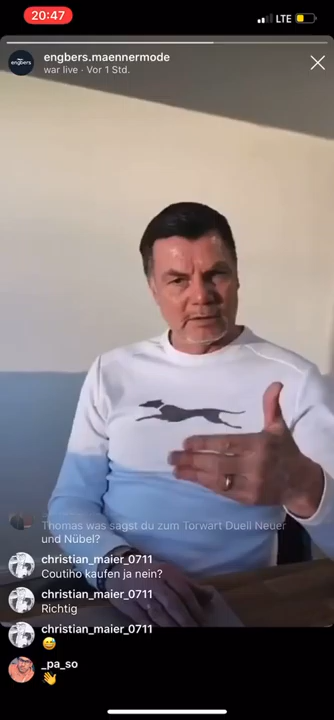 20:47
LTE
engbers
engbers.maennermode
war live · Vor 1 Std.
Thomas was sagst du zum Torwart Duell Neuer
und Nübel?
christian_maier_0711
Coutiho kaufen ja nein?
christian_maier_0711
Richtig
christian_maier_0711
😅
_pa_so
👋